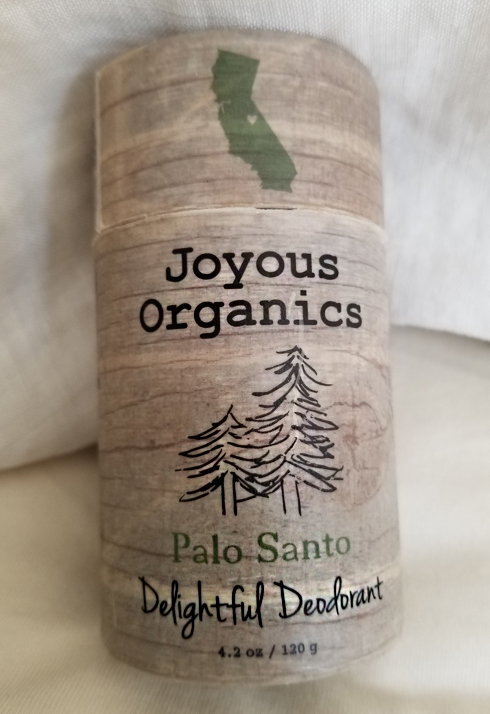 Joyous
Organics
Palo Santo
Delightful Deodorant
4.2 oz / 120 g